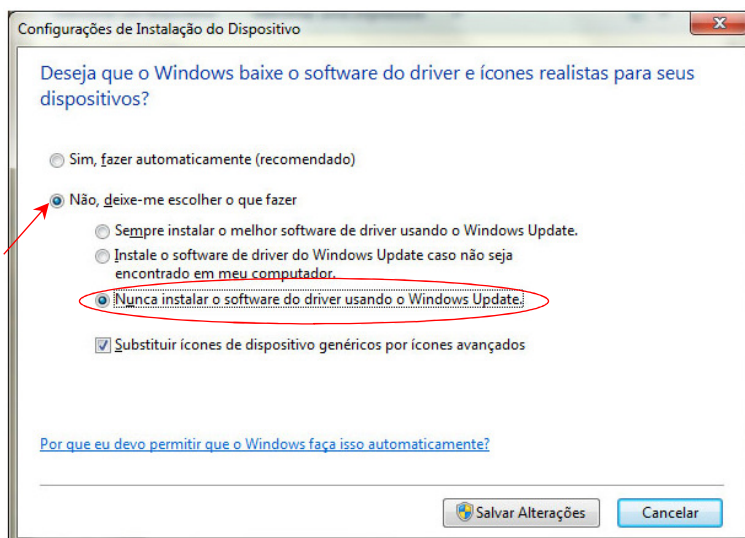 Configurações de Instalação do Dispositivo
Deseja que o Windows baixe o software do driver e ícones realistas para seus
dispositivos?
Sim, fazer automaticamente (recomendado)
Não, deixe-me escolher o que fazer
Sempre instalar o melhor software de driver usando o Windows Update.
Instale o software de driver do Windows Update caso não seja
encontrado em meu computador.
Nunca instalar o software do driver usando o Windows Update.
Substituir ícones de dispositivo genéricos por ícones avançados
Por que eu devo permitir que o Windows faça isso automaticamente?
Salvar Alterações
Cancelar